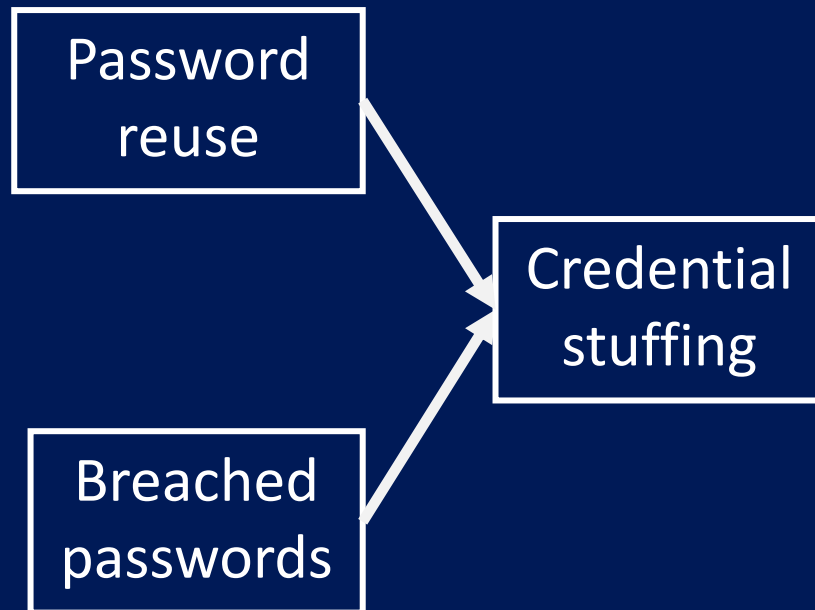 Password
reuse
Credential
stuffing
Breached
passwords